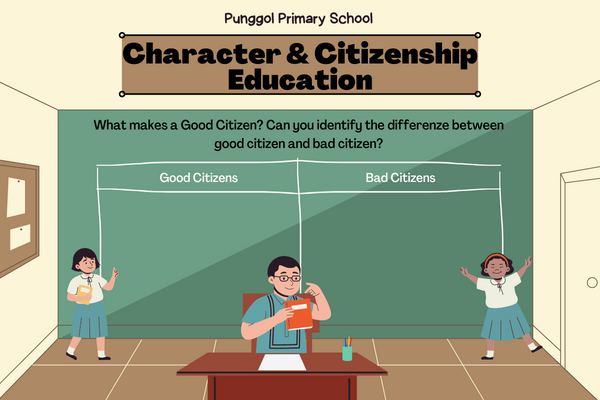 Punggol Primary School
Character & Citizenship
Education
What makes a Good Citizen? Can you identify the differenze between
good citizen and bad citizen?
Good Citizens
Bad Citizens